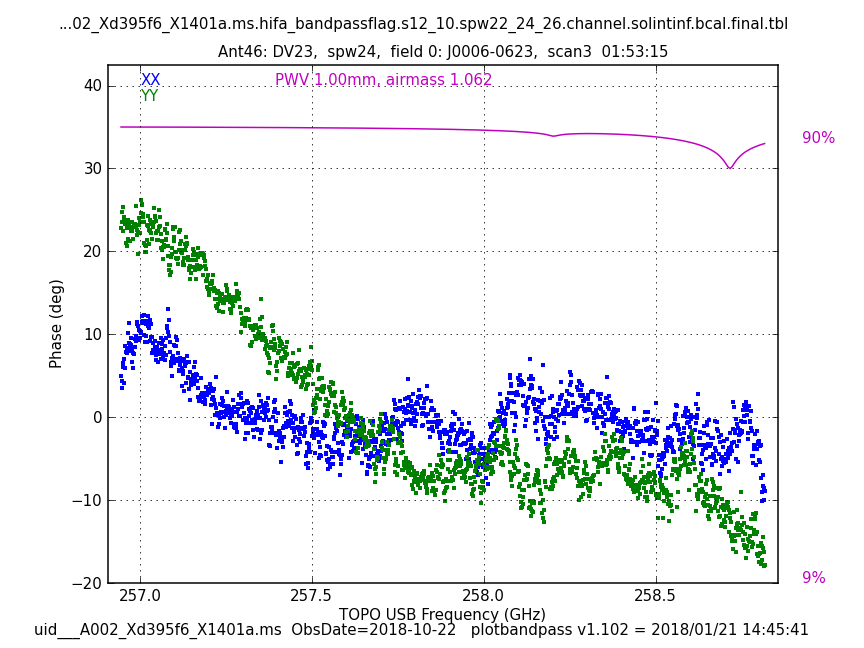 ...02_Xd395f6_X1401a.ms.hifa_bandpassflag.s12_10.spw22_24_26.channel.solintinf.bcal.final.tbl
Ant46: DV23, spw24, field 0: J0006-0623, scan3 01:53:15
40
XX
PWV 1.00mm, airmass 1.062
YY
90%
30
20
Phase (deg)
10
0
−10
−20
9%
257.0
257.5
258.0
258.5
TOPO USB Frequency (GHz)
uid___A002_Xd395f6_X1401a.ms ObsDate=2018-10-22 plotbandpass v1.102 = 2018/01/21 14:45:41